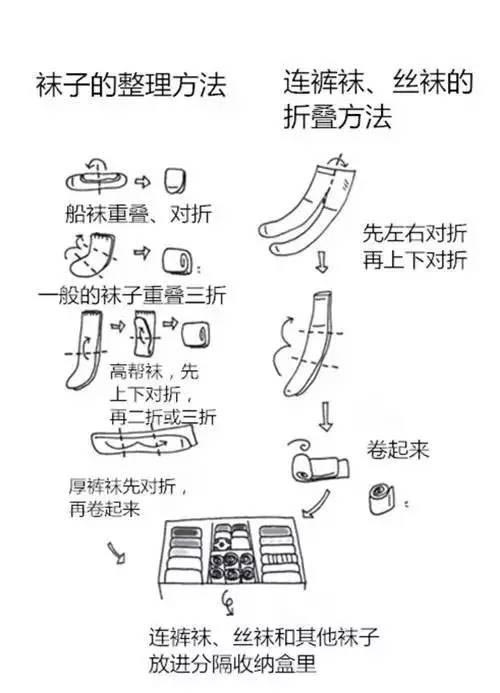 袜子的整理方法
船袜重叠、对折
一般的袜子重叠三折
高帮袜，先
上下对折，
再二折或三折
厚裤袜先对折，
再卷起来
连裤袜、丝袜的
折叠方法
先左右对折
再上下对折
卷起来
连裤袜、丝袜和其他袜子
放进分隔收纳盒里